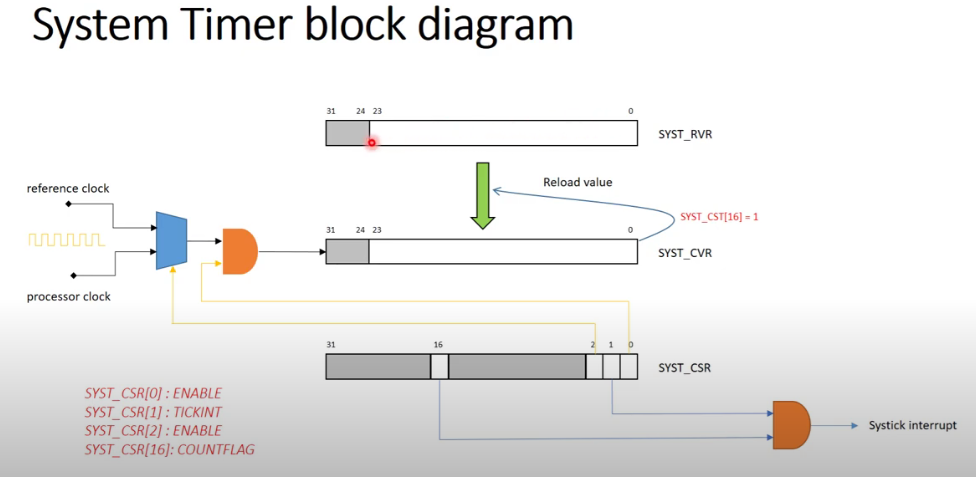 System Timer block diagram
31 24 23 0
SYST_RVR
reference clock
Reload value
SYST_CST[16] = 1
31 24 23 0
SYST_CVR
processor clock
31 16 2 1 0
SYST_CSR
SYST_CSR[0] : ENABLE
SYST_CSR[1] : TICKINT
SYST_CSR[2] : ENABLE
SYST_CSR[16]: COUNTFLAG
Systick interrupt